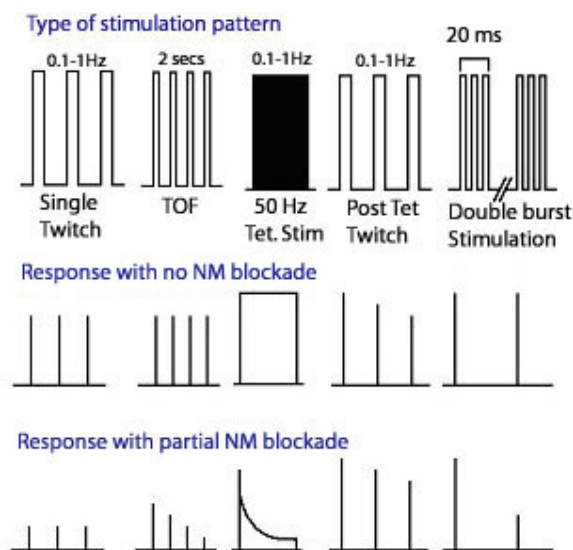 Type of stimulation pattern
20 ms
0.1-1Hz 2 secs 0.1-1Hz 0.1-1Hz
Single Twitch
TOF
50 Hz Tet. Stim
Post Tet Twitch
Double burst Stimulation
Response with no NM blockade
Response with partial NM blockade